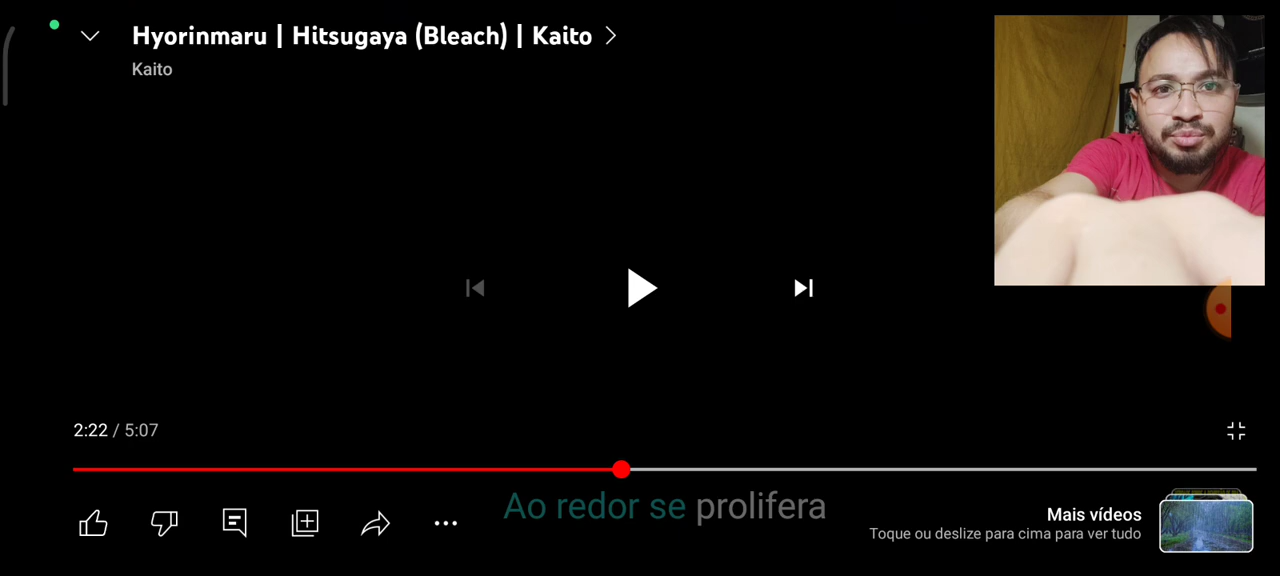 Hyorinmaru | Hitsugaya (Bleach) | Kaito
Kaito
2:22 / 5:07
Ao redor se prolifera
Mais vídeos
Toque ou deslize para cima para ver tudo